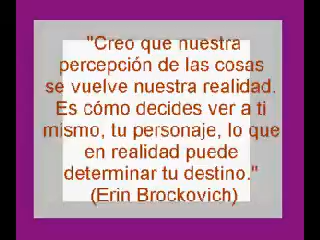 "Creo que nuestra
percepción de las cosas
se vuelve nuestra realidad.
Es cómo decides ver a ti
mismo, tu personaje, lo que
en realidad puede
determinar tu destino."
(Erin Brockovich)